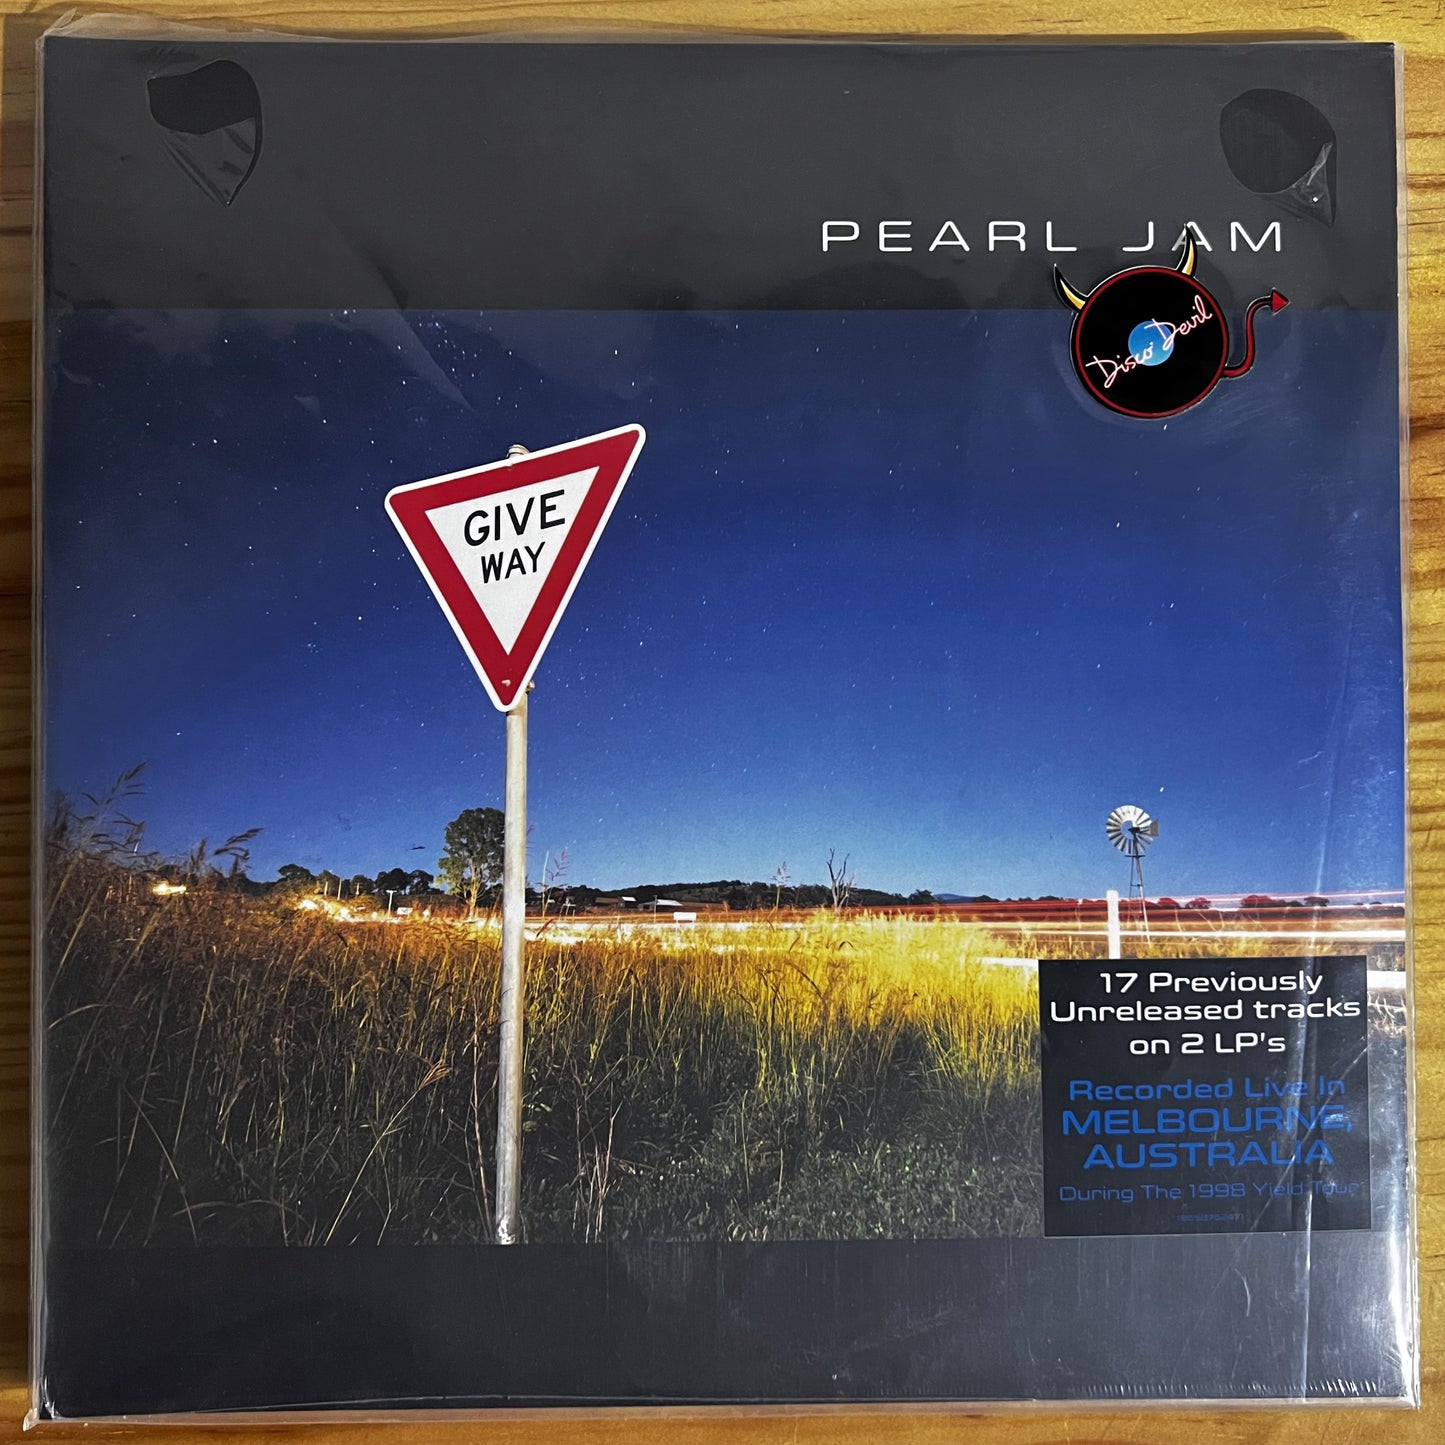 PEARL JAM
Disco Devil
GIVE
WAY
17 Previously
Unreleased tracks
on 2 LP's
Recorded Live In
MELBOURNE,
AUSTRALIA
During The 1998 Yield Tour